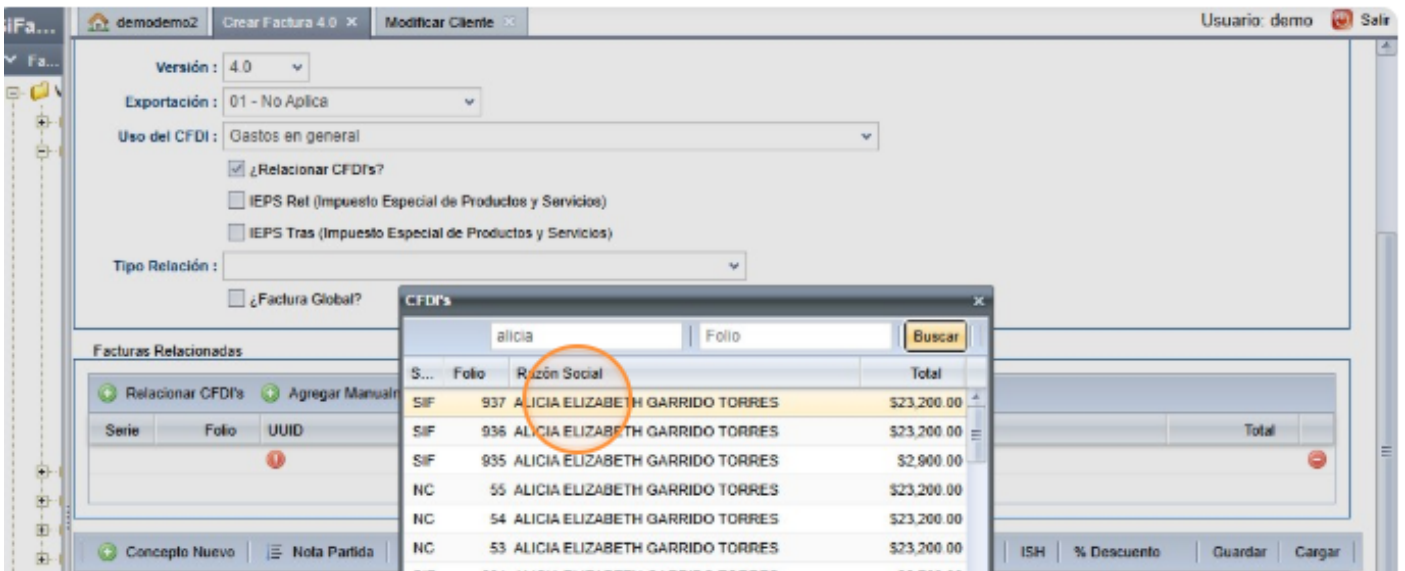 iFa... demodemo2 Crear Factura 4.0 Modificar Cliente Usuario: demo Salir
Fa...
Versión : 4.0
Exportación : 01 - No Aplica
Uso del CFDI : Gastos en general
¿Relacionar CFDI's?
IEPS Ret (Impuesto Especial de Productos y Servicios)
IEPS Tras (Impuesto Especial de Productos y Servicios)
Tipo Relación :
¿Factura Global?
CFDI's
alicia Folio Buscar
Facturas Relacionadas
S... Folio Razón Social Total
Relacionar CFDI's Agregar Manualm
SIF 937 ALICIA ELIZABETH GARRIDO TORRES $23,200.00
Serie Folio UUID Total
SIF 936 ALICIA ELIZABETH GARRIDO TORRES $23,200.00
SIF 935 ALICIA ELIZABETH GARRIDO TORRES $2,900.00
NC 55 ALICIA ELIZABETH GARRIDO TORRES $23,200.00
NC 54 ALICIA ELIZABETH GARRIDO TORRES $23,200.00
NC 53 ALICIA ELIZABETH GARRIDO TORRES $23,200.00
Concepto Nuevo Nota Partida ISH % Descuento Guardar Cargar